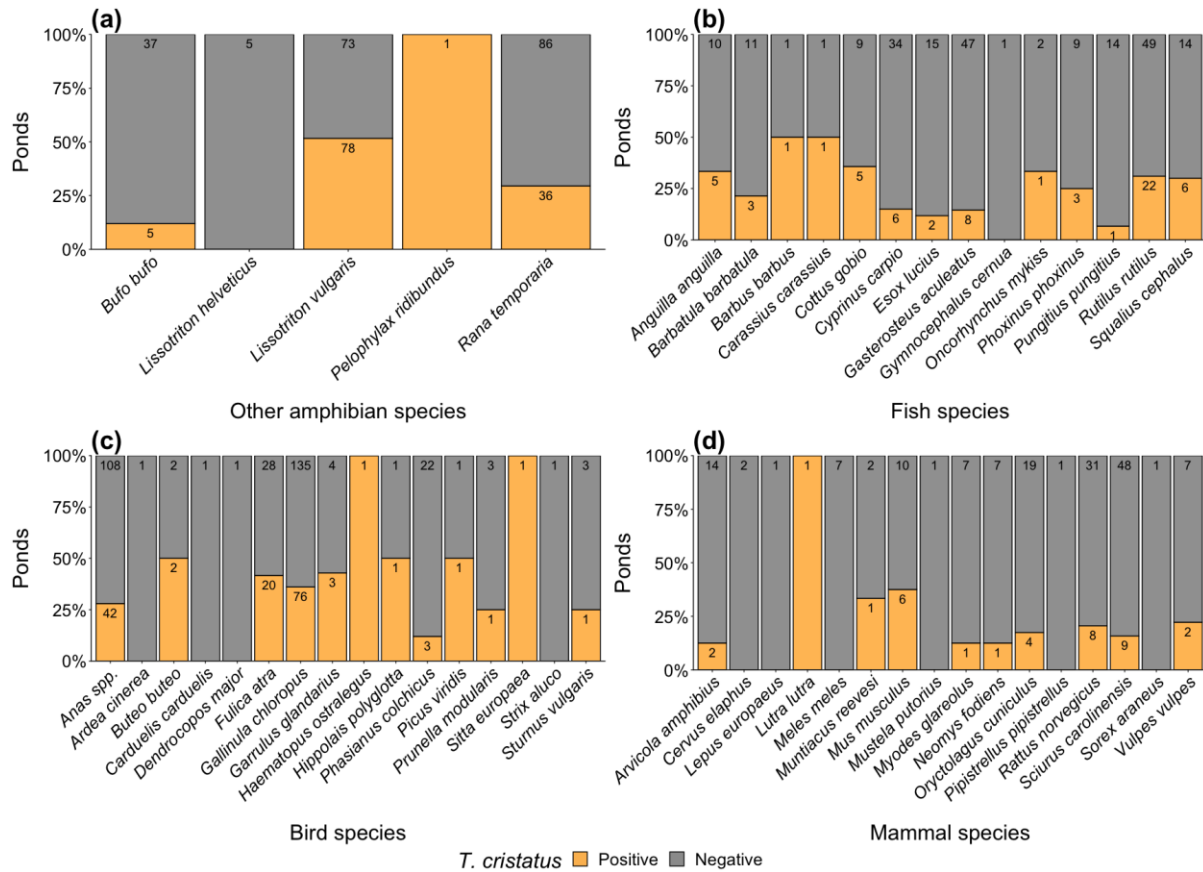 (a)
100%
75%
50%
25%
0%
Ponds
37 5 73 1 86
5 78 36
Bufo bufo
Lissotriton helveticus
Lissotriton vulgaris
Pelophylax ridibundus
Rana temporaria
Other amphibian species
(b)
100%
75%
50%
25%
0%
Ponds
10 11 1 1 9 34 15 47 1 2 9 14 49 14
5 3 1 1 5 6 2 8 1 3 1 22 6
Anguilla anguilla
Barbatula barbatula
Barbus barbus
Carassius carassius
Cottus gobio
Cyprinus carpio
Esox lucius
Gasterosteus aculeatus
Gymnocephalus cernua
Oncorhynchus mykiss
Phoxinus phoxinus
Pungitius pungitius
Rutilus rutilus
Squalius cephalus
Fish species
(c)
100%
75%
50%
25%
0%
Ponds
108 1 2 1 1 28 135 4 1 1 22 1 3 1 1 3
42 2 20 76 3 1 3 1 1 1
Anas spp.
Ardea cinerea
Buteo buteo
Carduelis carduelis
Dendrocopos major
Fulica atra
Gallinula chloropus
Garrulus glandarius
Haematopus ostralegus
Hippolais polyglotta
Phasianus colchicus
Picus viridis
Prunella modularis
Sitta europaea
Strix aluco
Sturnus vulgaris
Bird species
(d)
100%
75%
50%
25%
0%
Ponds
14 2 1 1 7 2 10 1 7 7 19 1 31 48 1 7
2 1 6 1 1 4 8 9 2
Arvicola amphibius
Cervus elaphus
Lepus europaeus
Lutra lutra
Meles meles
Muntiacus reevesi
Mus musculus
Mustela putorius
Myodes glareolus
Neomys fodiens
Oryctolagus cuniculus
Pipistrellus pipistrellus
Rattus norvegicus
Sciurus carolinensis
Sorex araneus
Vulpes vulpes
Mammal species
T. cristatus Positive Negative